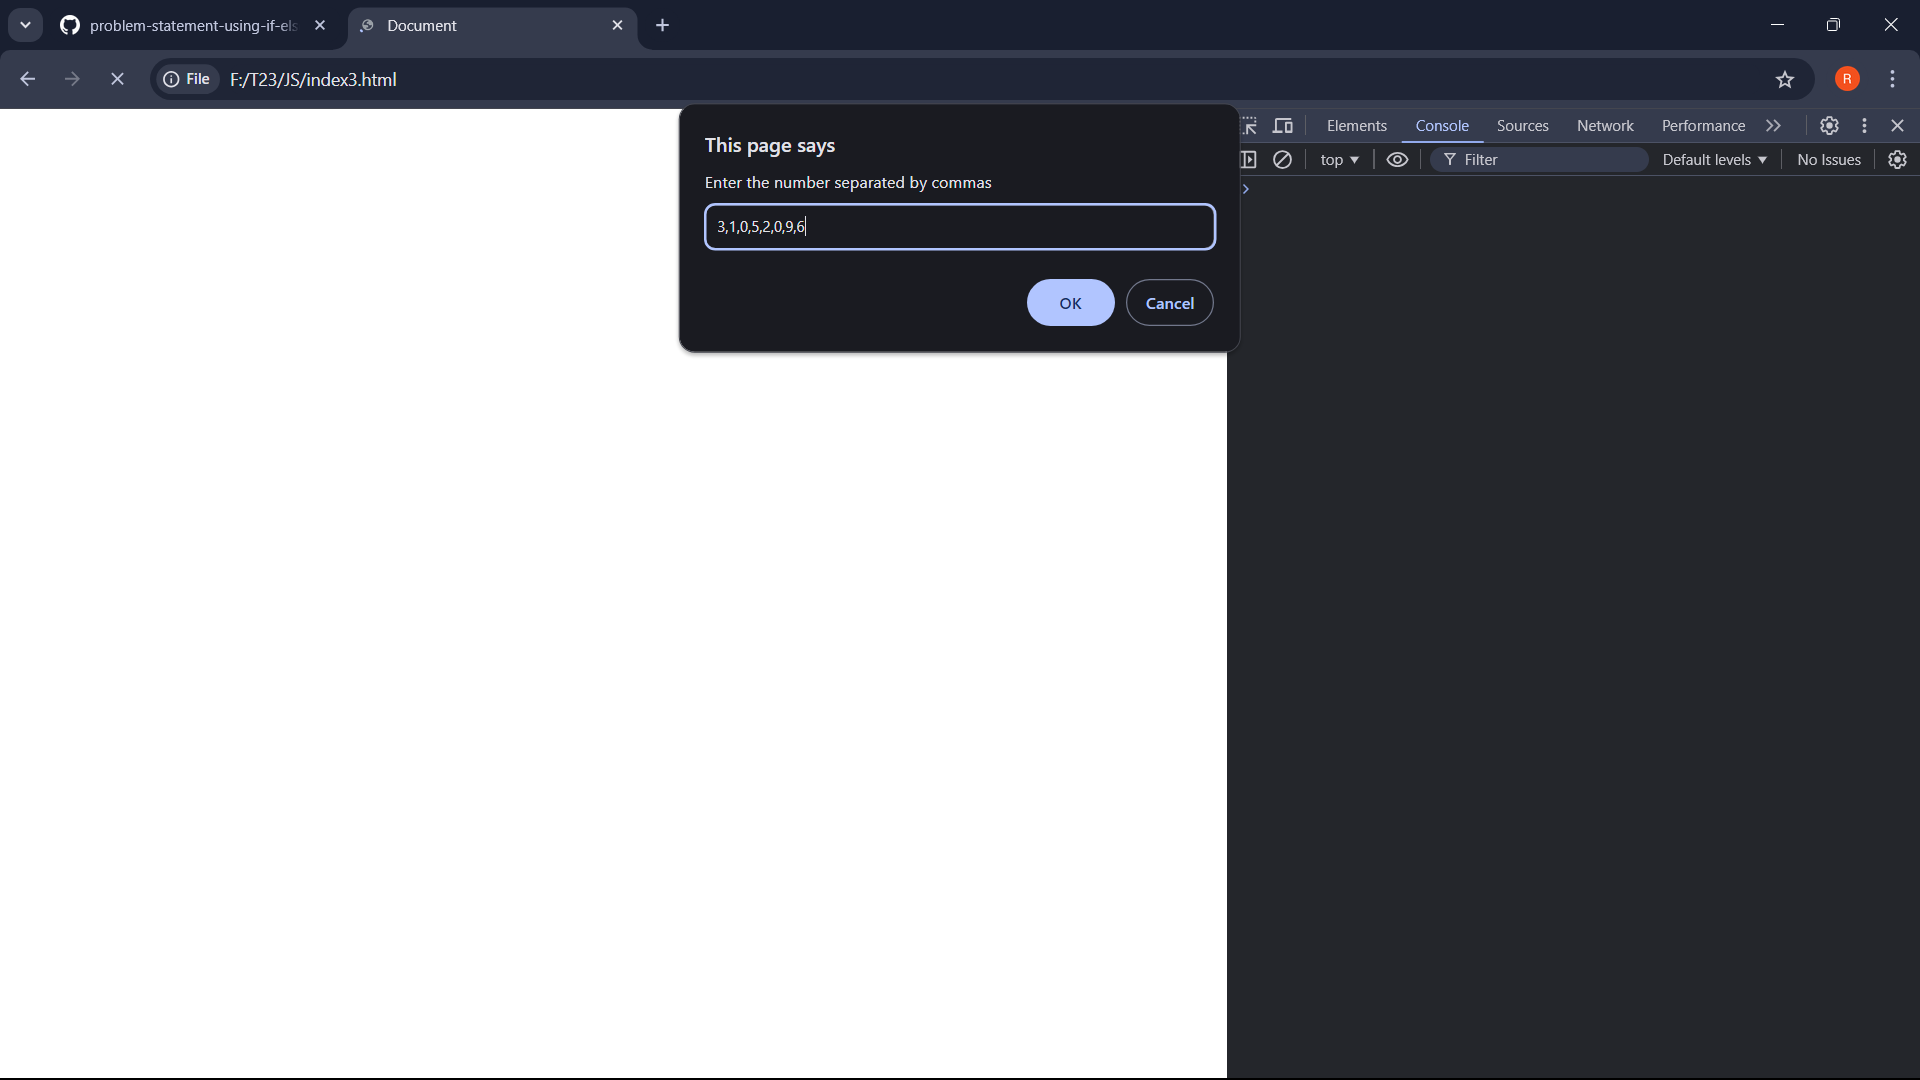 problem-statement-using-if-els
Document
File
F:/T23/JS/index3.html
R
This page says
Enter the number separated by commas
3,1,0,5,2,0,9,6
OK
Cancel
Elements
Console
Sources
Network
Performance
top
Filter
Default levels
No Issues